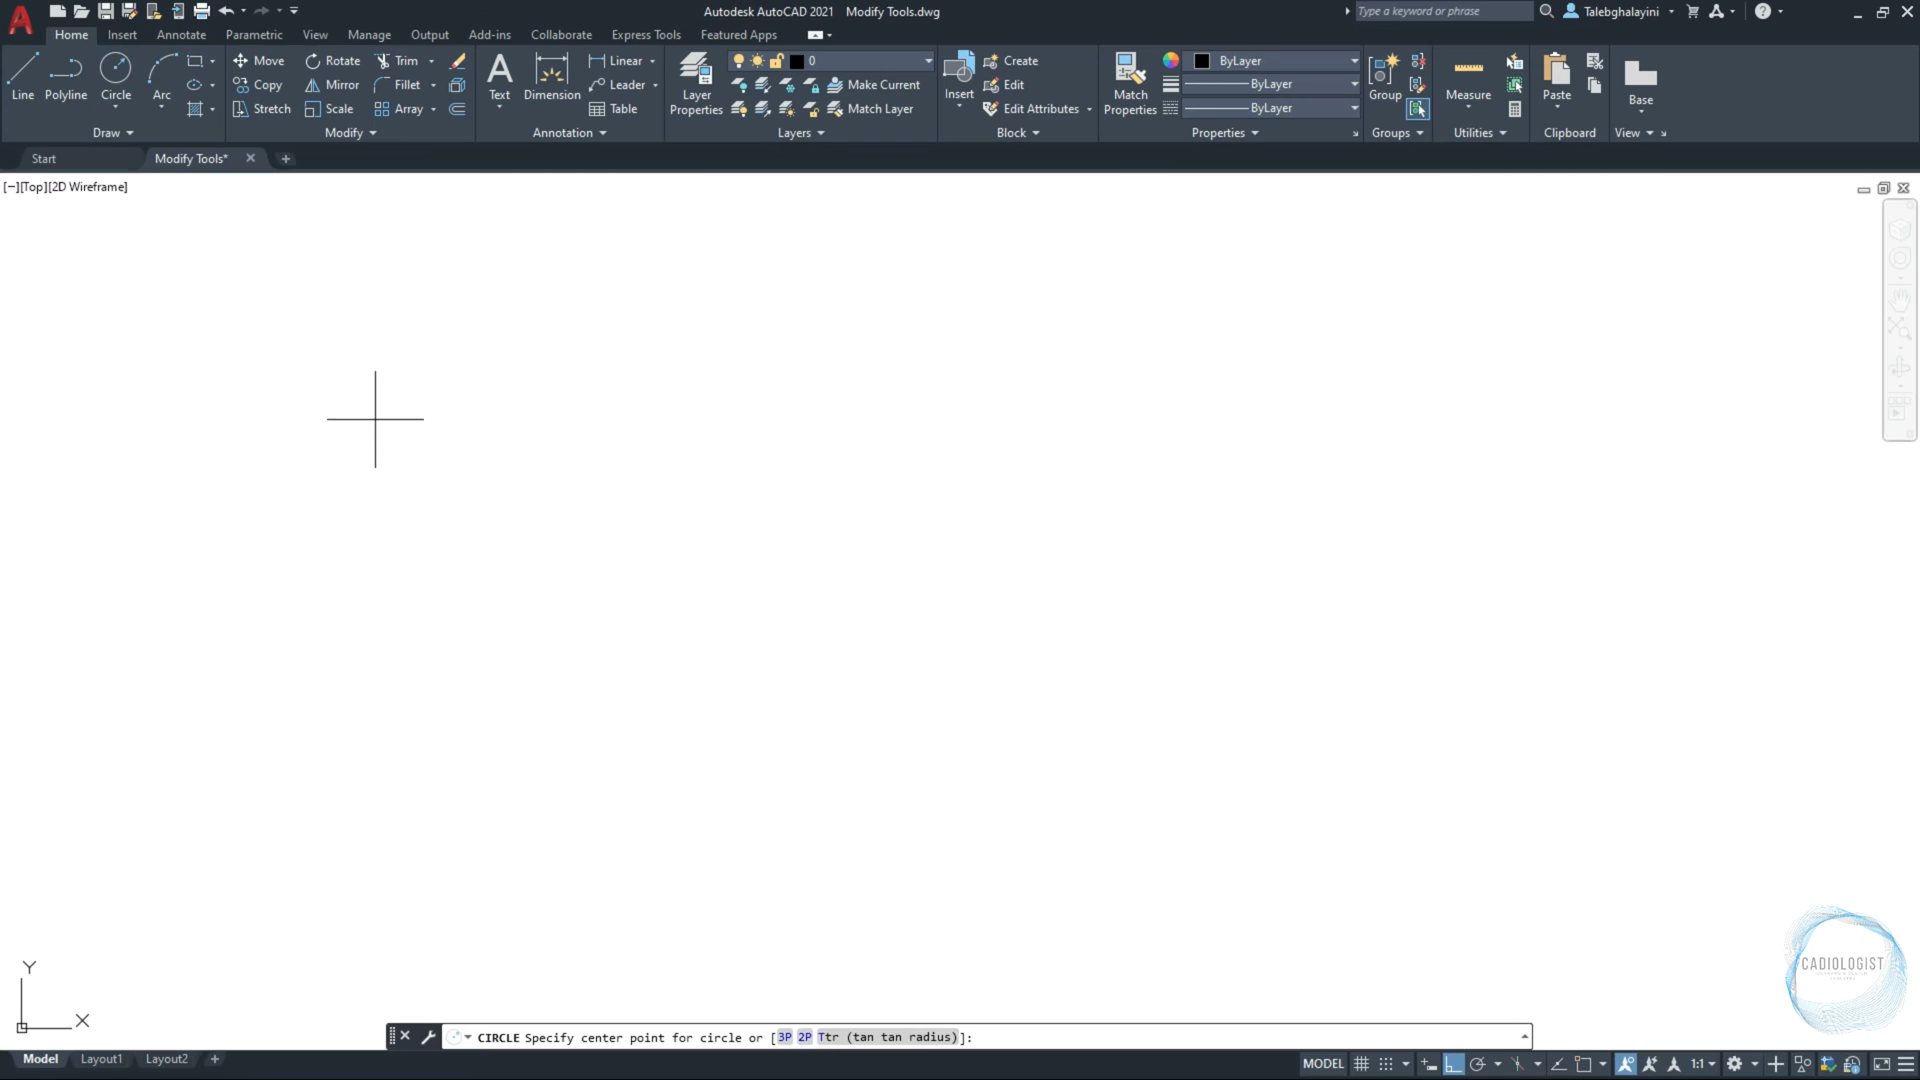 Autodesk AutoCAD 2021 Modify Tools.dwg
Type a keyword or phrase
Talebghalayini
Home Insert Annotate Parametric View Manage Output Add-ins Collaborate Express Tools Featured Apps
Line Polyline Circle Arc
Draw
Move Rotate Trim
Copy Mirror Fillet
Stretch Scale Array
Modify
Text Dimension
Linear
Leader
Table
Annotation
Layer Properties
0
Make Current
Match Layer
Layers
Insert
Create
Edit
Edit Attributes
Block
Match Properties
ByLayer
ByLayer
ByLayer
Properties
Group
Groups
Measure
Utilities
Paste
Clipboard
Base
View
Start
Modify Tools*
[−][Top][2D Wireframe]
Y
X
CADIOLOGIST
CIRCLE Specify center point for circle or [3P 2P Ttr (tan tan radius)]:
Model Layout1 Layout2
MODEL
1:1